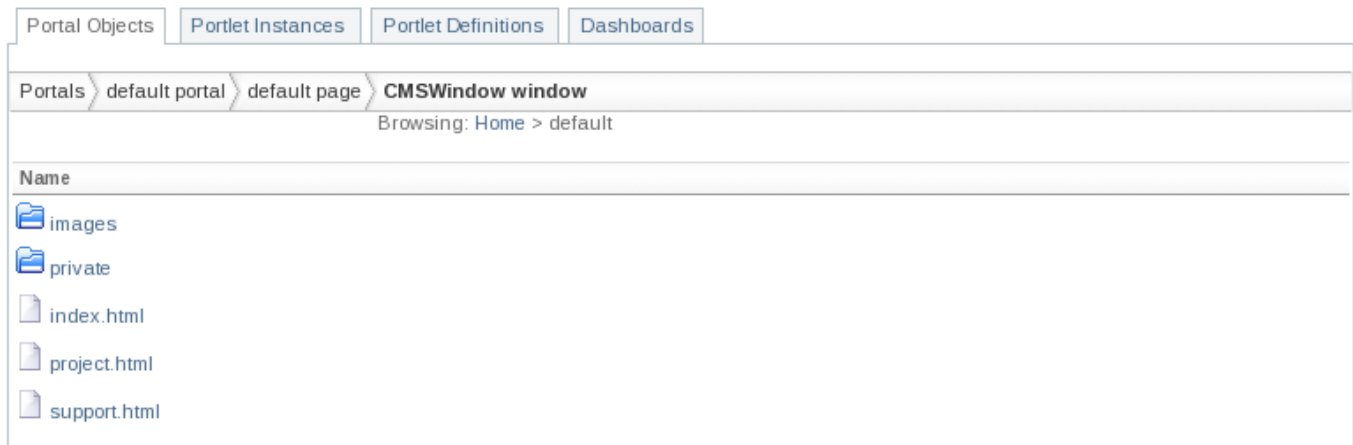 Portal Objects Portlet Instances Portlet Definitions Dashboards
Portals default portal default page CMSWindow window
Browsing: Home > default
Name
images
private
index.html
project.html
support.html